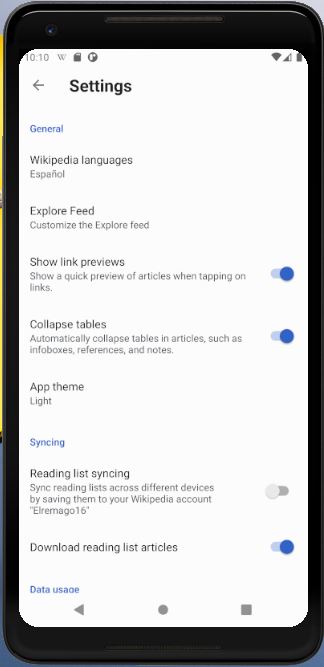 10:10 W
Settings
General
Wikipedia languages
Español
Explore Feed
Customize the Explore feed
Show link previews
Show a quick preview of articles when tapping on
links.
Collapse tables
Automatically collapse tables in articles, such as
infoboxes, references, and notes.
App theme
Light
Syncing
Reading list syncing
Sync reading lists across different devices
by saving them to your Wikipedia account
"Elremago16"
Download reading list articles
Data usage